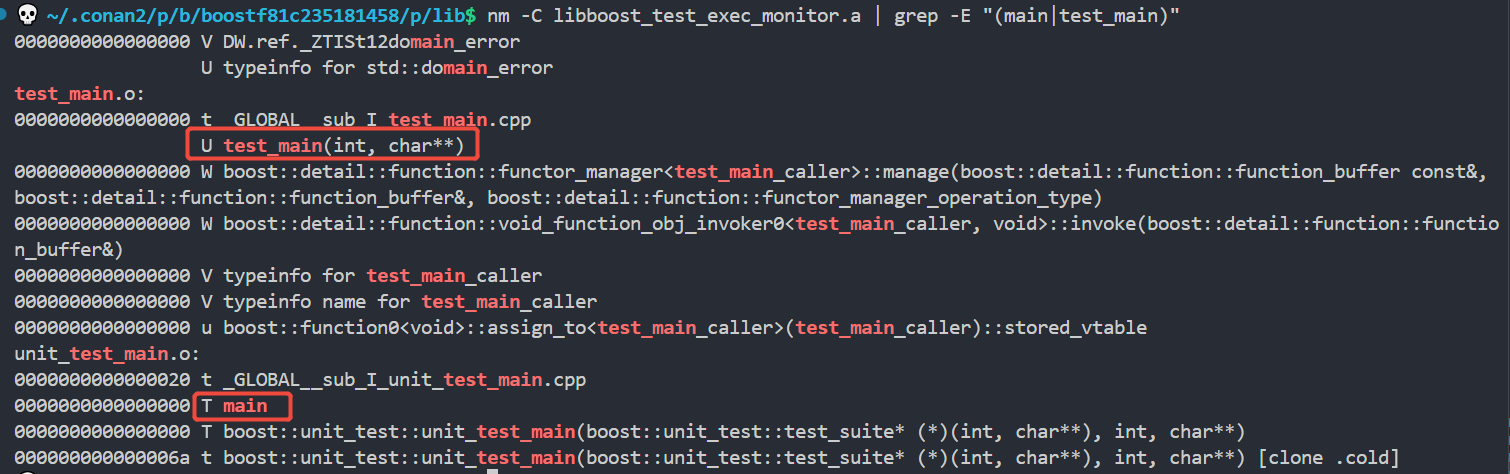 ~/.conan2/p/b/boostf81c235181458/p/lib$ nm -C libboost_test_exec_monitor.a | grep -E "(main|test_main)"
0000000000000000 V DW.ref._ZTISt12domain_error
U typeinfo for std::domain_error
test_main.o:
0000000000000000 t _GLOBAL__sub_I_test_main.cpp
U test_main(int, char**)
0000000000000000 W boost::detail::function::functor_manager<test_main_caller>::manage(boost::detail::function::function_buffer const&,
boost::detail::function::function_buffer&, boost::detail::function::functor_manager_operation_type)
0000000000000000 W boost::detail::function::void_function_obj_invoker0<test_main_caller, void>::invoke(boost::detail::function::functio
n_buffer&)
0000000000000000 V typeinfo for test_main_caller
0000000000000000 V typeinfo name for test_main_caller
0000000000000000 u boost::function0<void>::assign_to<test_main_caller>(test_main_caller)::stored_vtable
unit_test_main.o:
0000000000000020 t _GLOBAL__sub_I_unit_test_main.cpp
0000000000000000 T main
0000000000000000 T boost::unit_test::unit_test_main(boost::unit_test::test_suite* (*)(int, char**), int, char**)
000000000000006a t boost::unit_test::unit_test_main(boost::unit_test::test_suite* (*)(int, char**), int, char**) [clone .cold]